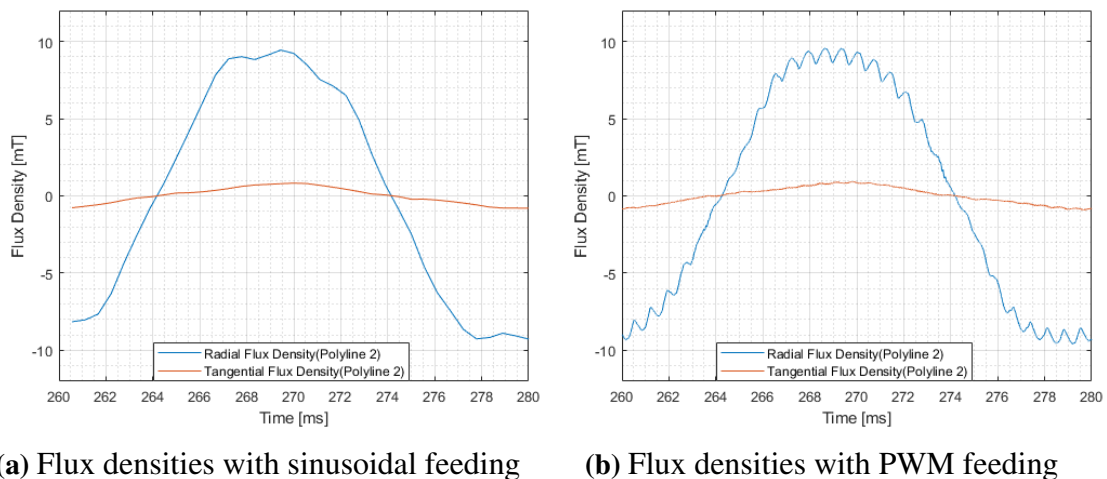 10
5
0
-5
-10
Flux Density [mT]
Radial Flux Density(Polyline 2)
Tangential Flux Density(Polyline 2)
260 262 264 266 268 270 272 274 276 278 280
Time [ms]
(a) Flux densities with sinusoidal feeding
10
5
0
-5
-10
Flux Density [mT]
Radial Flux Density(Polyline 2)
Tangential Flux Density(Polyline 2)
260 262 264 266 268 270 272 274 276 278 280
Time [ms]
(b) Flux densities with PWM feeding